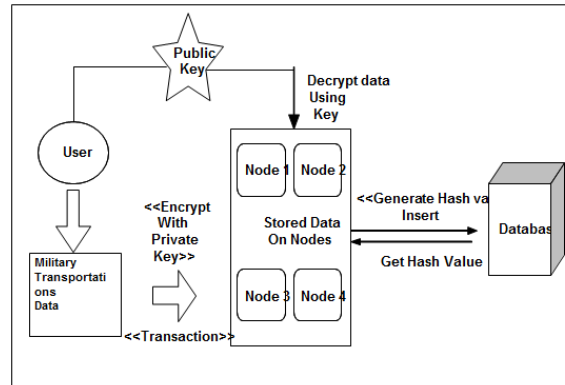 Public
Key
Decrypt data
Using
Key
User
Node 1
Node 2
<<Encrypt
With
Private
Key>>
<<Generate Hash va
Insert
Stored Data
On Nodes
Databas
Get Hash Value
Military
Transportati
ons
Data
Node 3
Node 4
<<Transaction>>